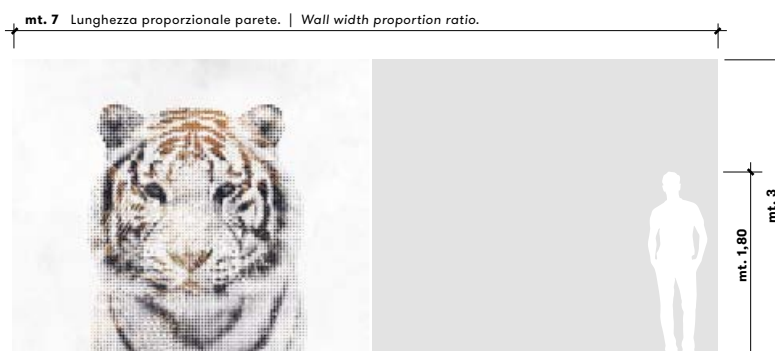 mt. 7 Lunghezza proporzionale parete. | Wall width proportion ratio.
mt. 1,80
mt. 3